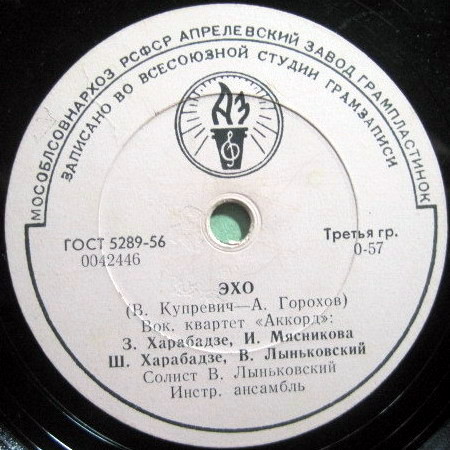 МОСОБЛСОВНАРХОЗ РСФСР АПРЕЛЕВСКИЙ ЗАВОД ГРАМПЛАСТИНОК
ЗАПИСАНО ВО ВСЕСОЮЗНОЙ СТУДИИ ГРАМЗАПИСИ
АЗ
ГОСТ 5289-56
0042446
Третья гр.
0-57
ЭХО
(В. Купревич—А. Горохов)
Вок. квартет «Аккорд»:
З. Харабадзе, И. Мясникова
Ш. Харабадзе, В. Лыньковский
Солист В. Лыньковский
Инстр. ансамбль